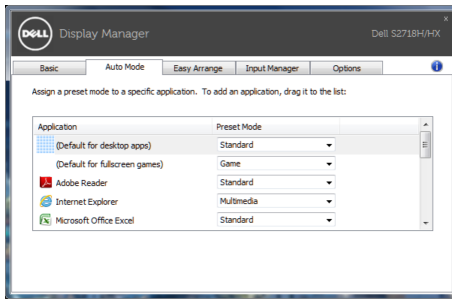 DELL Display Manager
Dell S2718H/HX
x
Basic Auto Mode Easy Arrange Input Manager Options i
Assign a preset mode to a specific application. To add an application, drag it to the list:
Application Preset Mode
(Default for desktop apps) Standard
(Default for fullscreen games) Game
Adobe Reader Standard
Internet Explorer Multimedia
Microsoft Office Excel Standard